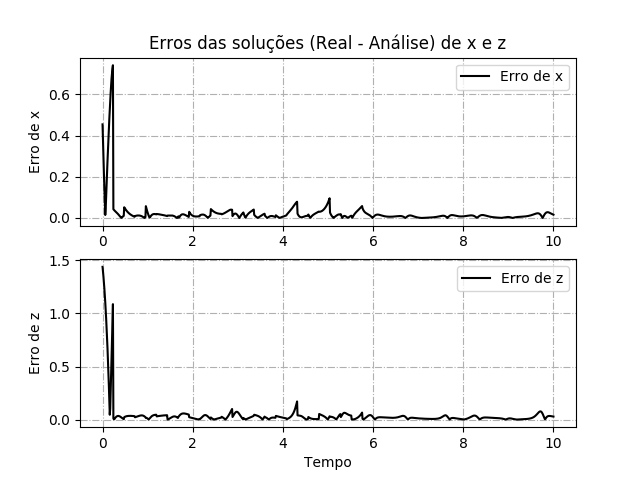 Erros das soluções (Real - Análise) de x e z
Erro de x
Erro de x
0.6
0.4
0.2
0.0
0 2 4 6 8 10
Erro de z
Erro de z
1.5
1.0
0.5
0.0
0 2 4 6 8 10
Tempo